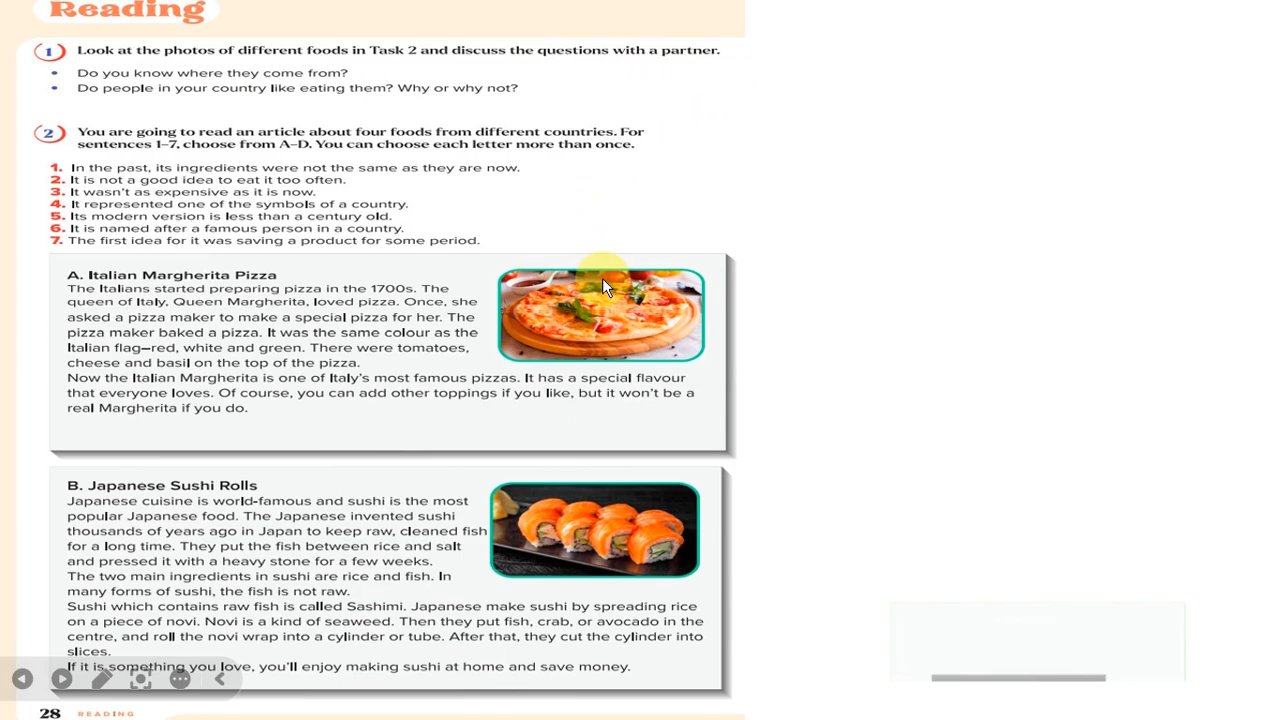 Reading
1 Look at the photos of different foods in Task 2 and discuss the questions with a partner.
• Do you know where they come from?
• Do people in your country like eating them? Why or why not?
2 You are going to read an article about four foods from different countries. For
sentences 1–7, choose from A–D. You can choose each letter more than once.
1. In the past, its ingredients were not the same as they are now.
2. It is not a good idea to eat it too often.
3. It wasn't as expensive as it is now.
4. It represented one of the symbols of a country.
5. Its modern version is less than a century old.
6. It is named after a famous person in a country.
7. The first idea for it was saving a product for some period.
A. Italian Margherita Pizza
The Italians started preparing pizza in the 1700s. The
queen of Italy, Queen Margherita, loved pizza. Once, she
asked a pizza maker to make a special pizza for her. The
pizza maker baked a pizza. It was the same colour as the
Italian flag—red, white and green. There were tomatoes,
cheese and basil on the top of the pizza.
Now the Italian Margherita is one of Italy's most famous pizzas. It has a special flavour
that everyone loves. Of course, you can add other toppings if you like, but it won't be a
real Margherita if you do.
B. Japanese Sushi Rolls
Japanese cuisine is world-famous and sushi is the most
popular Japanese food. The Japanese invented sushi
thousands of years ago in Japan to keep raw, cleaned fish
for a long time. They put the fish between rice and salt
and pressed it with a heavy stone for a few weeks.
The two main ingredients in sushi are rice and fish. In
many forms of sushi, the fish is not raw.
Sushi which contains raw fish is called Sashimi. Japanese make sushi by spreading rice
on a piece of novi. Novi is a kind of seaweed. Then they put fish, crab, or avocado in the
centre, and roll the novi wrap into a cylinder or tube. After that, they cut the cylinder into
slices.
If it is something you love, you'll enjoy making sushi at home and save money.
28 READING